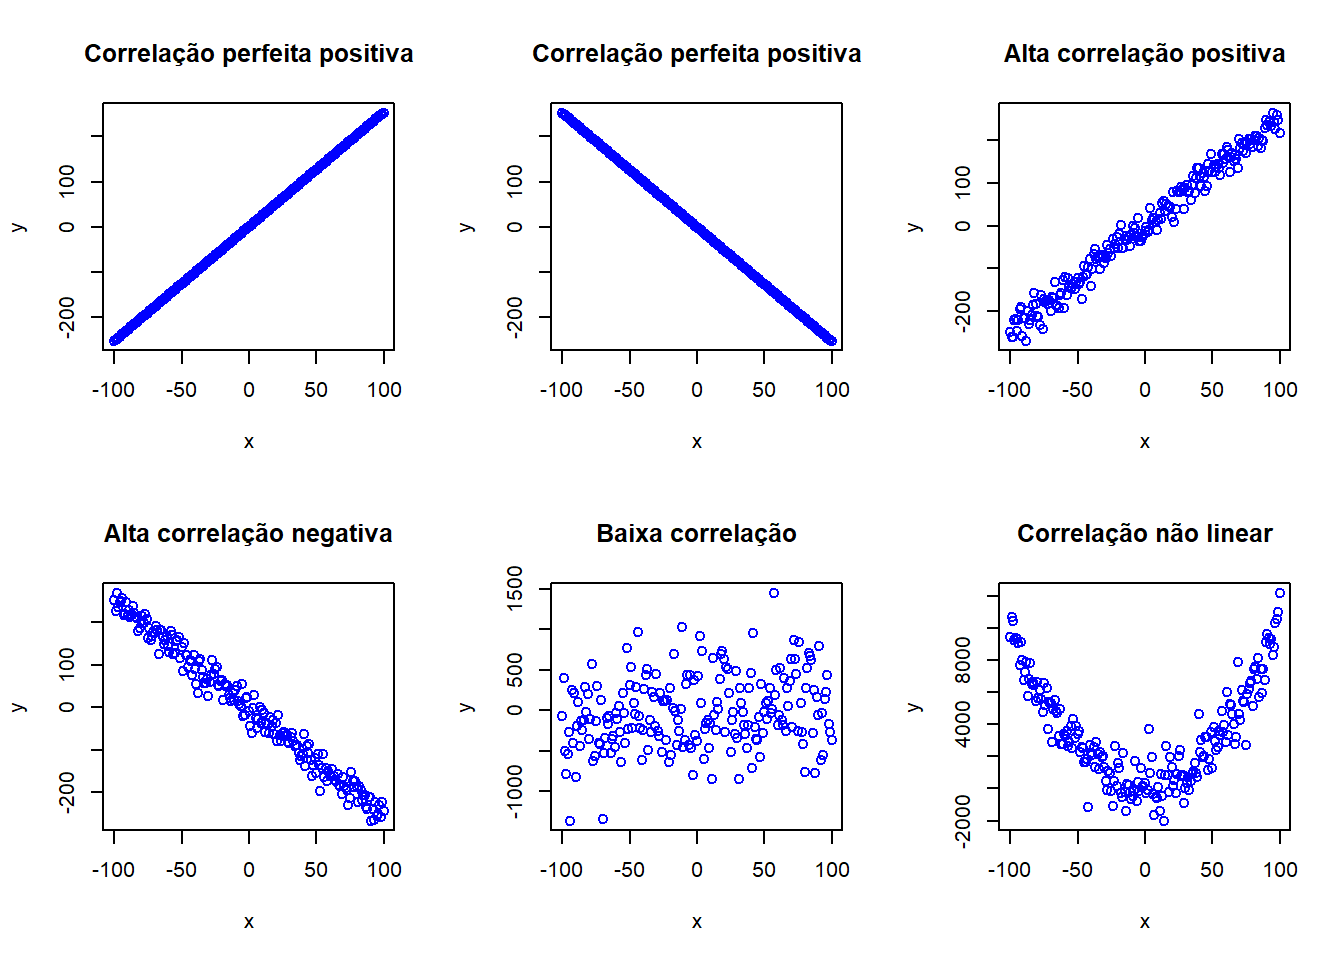 Correlação perfeita positiva
y
100
0
-200
-100 -50 0 50 100
x
Correlação perfeita positiva
y
100
0
-200
-100 -50 0 50 100
x
Alta correlação positiva
y
100
0
-200
-100 -50 0 50 100
x
Alta correlação negativa
y
100
0
-200
-100 -50 0 50 100
x
Baixa correlação
y
1500
500
0
-1000
-100 -50 0 50 100
x
Correlação não linear
y
8000
4000
-2000
-100 -50 0 50 100
x